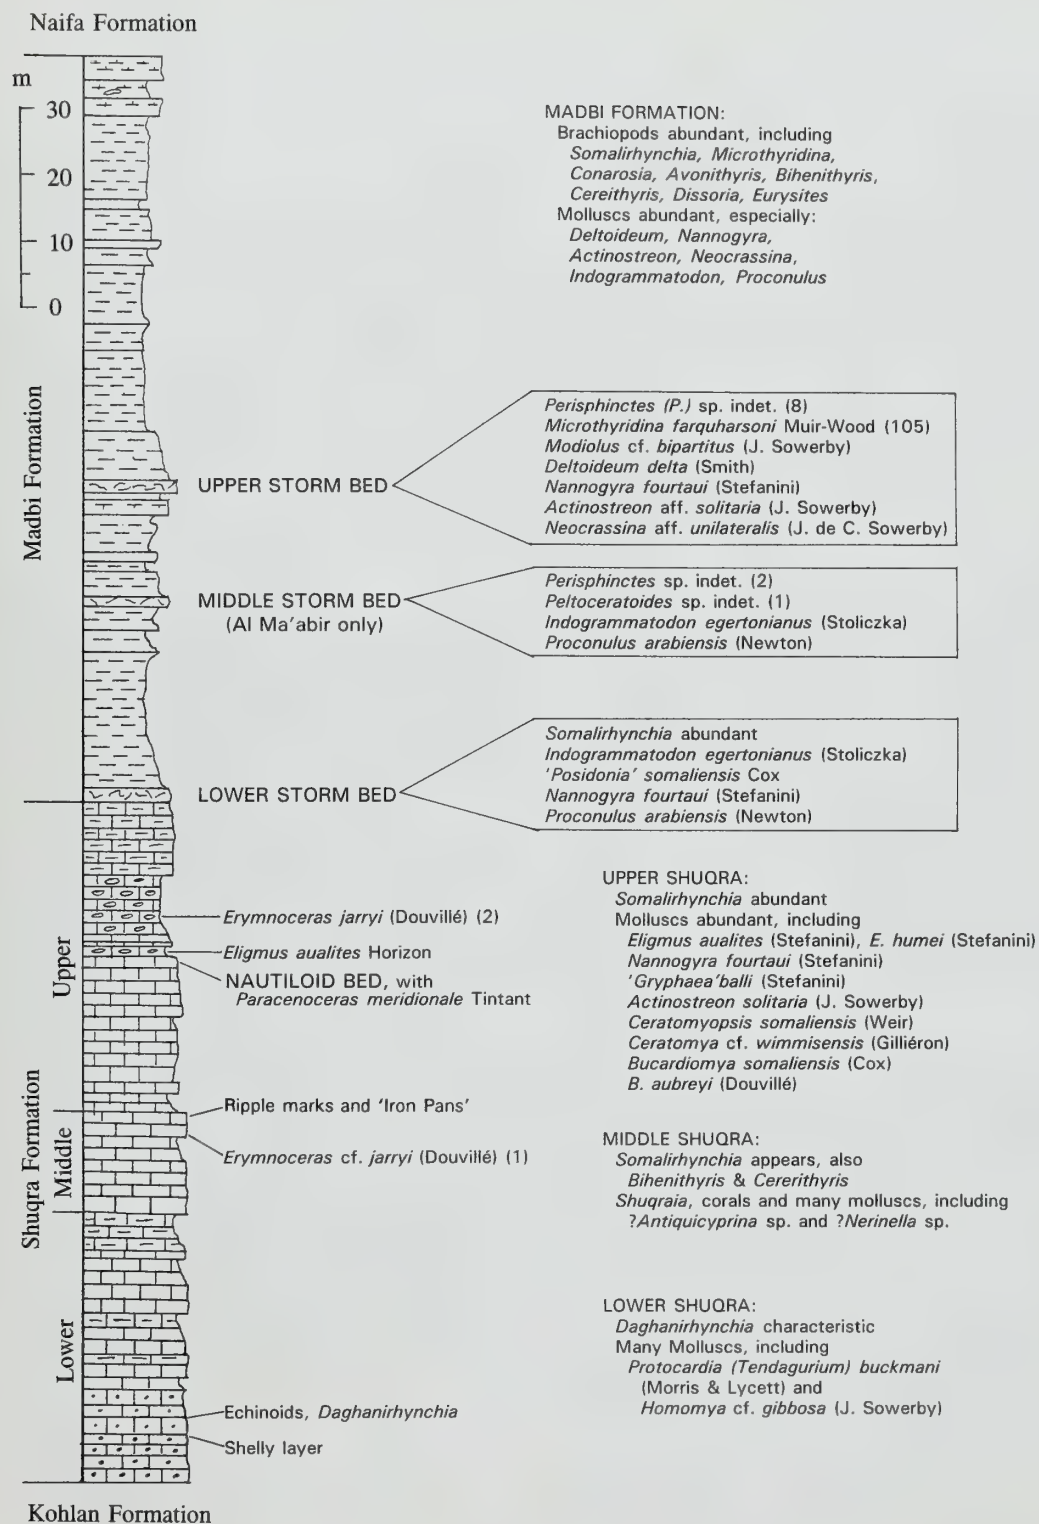 Naifa Formation
m
30
20
10
0
Madbi Formation
MADBI FORMATION:
Brachiopods abundant, including
Somalirhynchia, Microthyridina,
Conarosia, Avonithyris, Bihenithyris,
Cereithyris, Dissoria, Eurysites
Molluscs abundant, especially:
Deltoideum, Nannogyra,
Actinostreon, Neocrassina,
Indogrammatodon, Proconulus
UPPER STORM BED
Perisphinctes (P.) sp. indet. (8)
Microthyridina farquharsoni Muir-Wood (105)
Modiolus cf. bipartitus (J. Sowerby)
Deltoideum delta (Smith)
Nannogyra fourtaui (Stefanini)
Actinostreon aff. solitaria (J. Sowerby)
Neocrassina aff. unilateralis (J. de C. Sowerby)
MIDDLE STORM BED
(Al Ma'abir only)
Perisphinctes sp. indet. (2)
Peltoceratoides sp. indet. (1)
Indogrammatodon egertonianus (Stoliczka)
Proconulus arabiensis (Newton)
LOWER STORM BED
Somalirhynchia abundant
Indogrammatodon egertonianus (Stoliczka)
'Posidonia' somaliensis Cox
Nannogyra fourtaui (Stefanini)
Proconulus arabiensis (Newton)
Shuqra Formation
Upper
Erymnoceras jarryi (Douvillé) (2)
Eligmus aualites Horizon
NAUTILOID BED, with
Paracenoceras meridionale Tintant
UPPER SHUQRA:
Somalirhynchia abundant
Molluscs abundant, including
Eligmus aualites (Stefanini), E. humei (Stefanini)
Nannogyra fourtaui (Stefanini)
'Gryphaea'balli (Stefanini)
Actinostreon solitaria (J. Sowerby)
Ceratomyopsis somaliensis (Weir)
Ceratomya cf. wimmisensis (Gilliéron)
Bucardiomya somaliensis (Cox)
B. aubreyi (Douvillé)
Middle
Ripple marks and 'Iron Pans'
Erymnoceras cf. jarryi (Douvillé) (1)
MIDDLE SHUQRA:
Somalirhynchia appears, also
Bihenithyris & Cererithyris
Shuqraia, corals and many molluscs, including
?Antiquicyprina sp. and ?Nerinella sp.
Lower
Echinoids, Daghanirhynchia
Shelly layer
LOWER SHUQRA:
Daghanirhynchia characteristic
Many Molluscs, including
Protocardia (Tendagurium) buckmani
(Morris & Lycett) and
Homomya cf. gibbosa (J. Sowerby)
Kohlan Formation